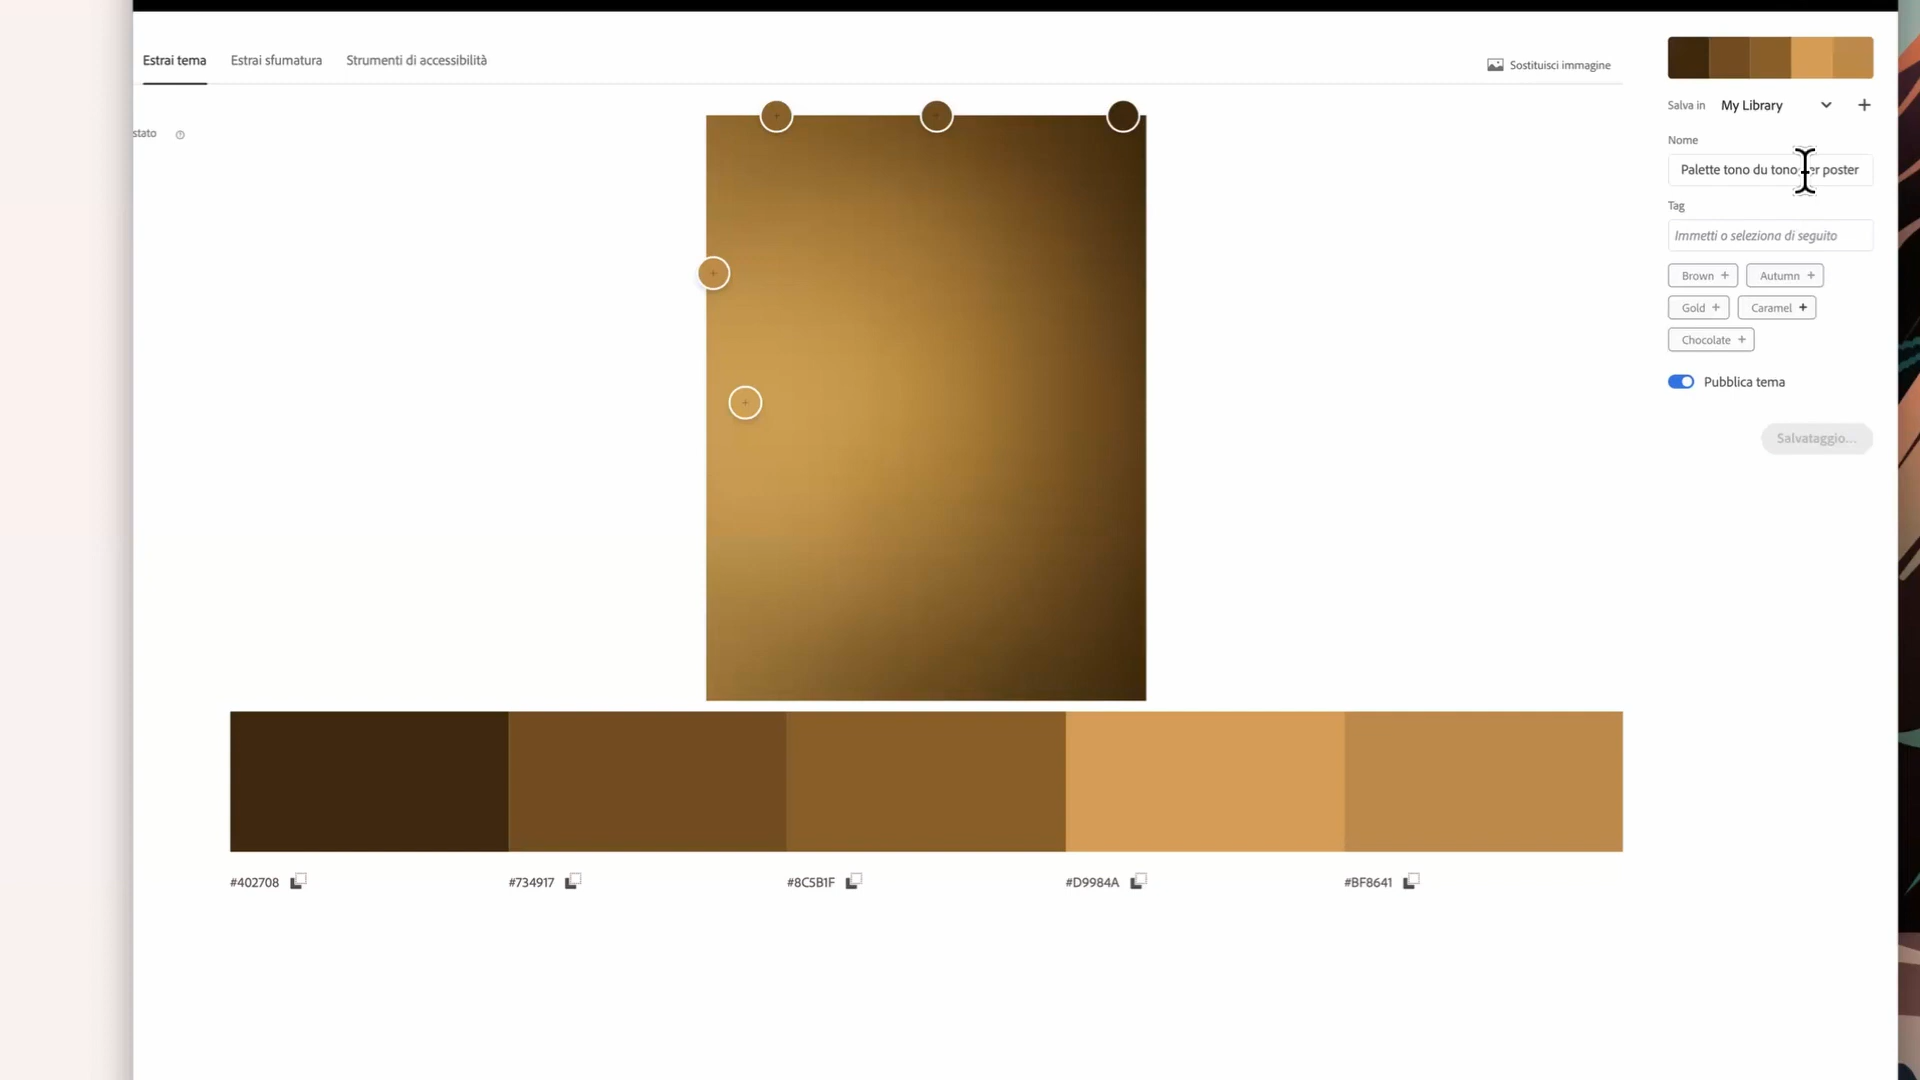 Estrai tema
Estrai sfumatura
Strumenti di accessibilità
Sostituisci immagine
stato
Salva in My Library
Nome
Palette tono du tono per poster
Tag
Immetti o seleziona di seguito
Brown
Autumn
Gold
Caramel
Chocolate
Pubblica tema
Salvataggio...
#402708
#734917
#8C5B1F
#D9984A
#BF8641